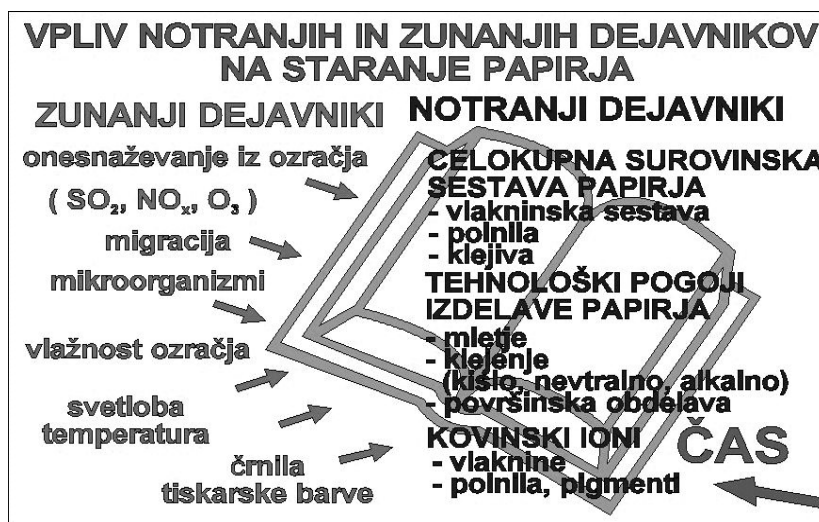 VPLIV NOTRANJIH IN ZUNANJIH DEJAVNIKOV
NA STARANJE PAPIRJA
ZUNANJI DEJAVNIKI
onesnaževanje iz ozračja
( SO₂, NOₓ, O₃ )
migracija
mikroorganizmi
vlažnost ozračja
svetloba
temperatura
črnila
tiskarske barve
NOTRANJI DEJAVNIKI
CELOKUPNA SUROVINSKA
SESTAVA PAPIRJA
- vlakninska sestava
- polnila
- klejiva
TEHNOLOŠKI POGOJI
IZDELAVE PAPIRJA
- mletje
- klejenje
(kislo, nevtralno, alkalno)
- površinska obdelava
KOVINSKI IONI
- vlaknine
- polnila, pigmenti
ČAS